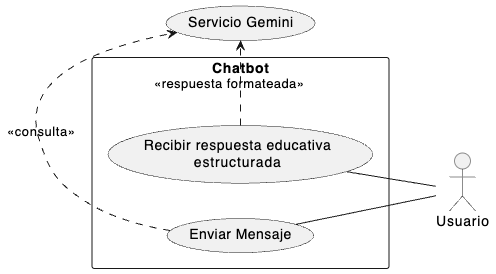 Servicio Gemini
Chatbot
«respuesta formateada»
«consulta»
Recibir respuesta educativa
estructurada
Usuario
Enviar Mensaje